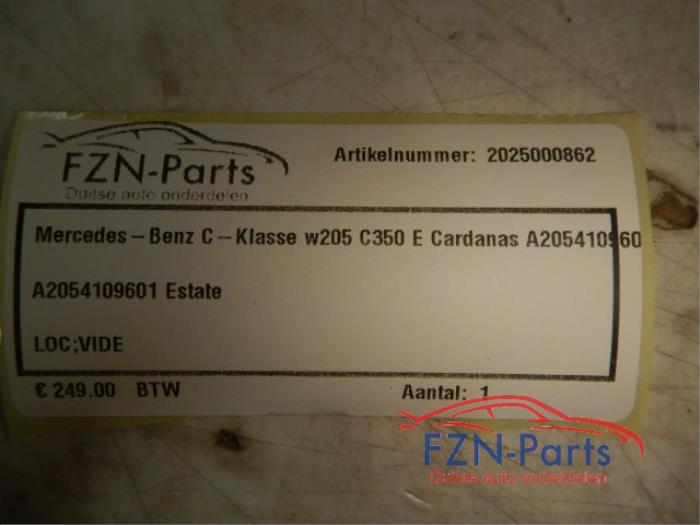 FZN-Parts
Duitse auto onderdelen
Artikelnummer: 2025000862
Mercedes-Benz C-Klasse w205 C350 E Cardanas A205410960
A2054109601 Estate
LOC;VIDE
€ 249.00 BTW
Aantal: 1
FZN-Parts
Duitse auto onderdelen